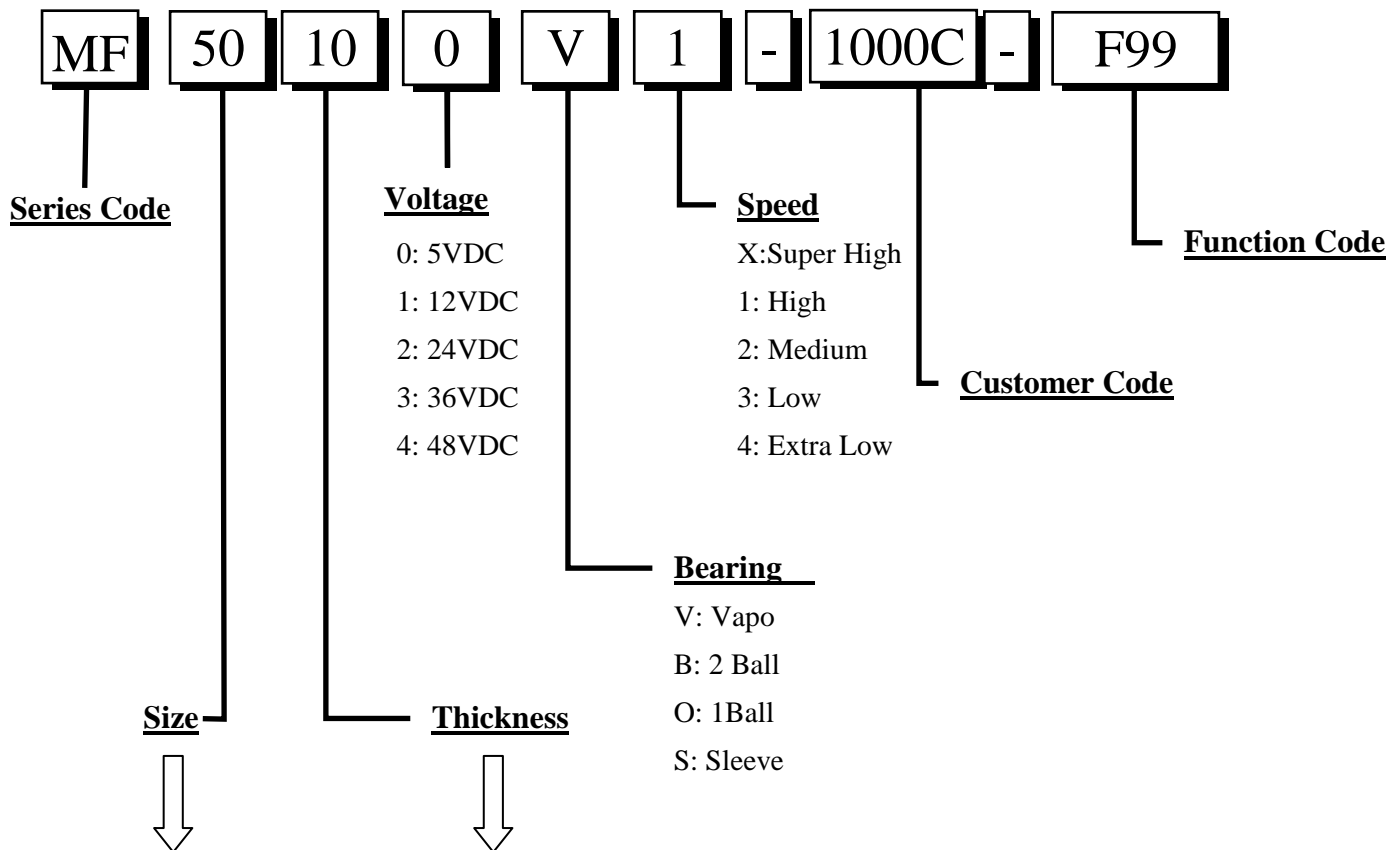 MF 50 10 0 V 1 - 1000C - F99
Series Code
Voltage
0: 5VDC
1: 12VDC
2: 24VDC
3: 36VDC
4: 48VDC
Speed
X:Super High
1: High
2: Medium
3: Low
4: Extra Low
Function Code
Customer Code
Bearing
V: Vapo
B: 2 Ball
O: 1Ball
S: Sleeve
Size
Thickness